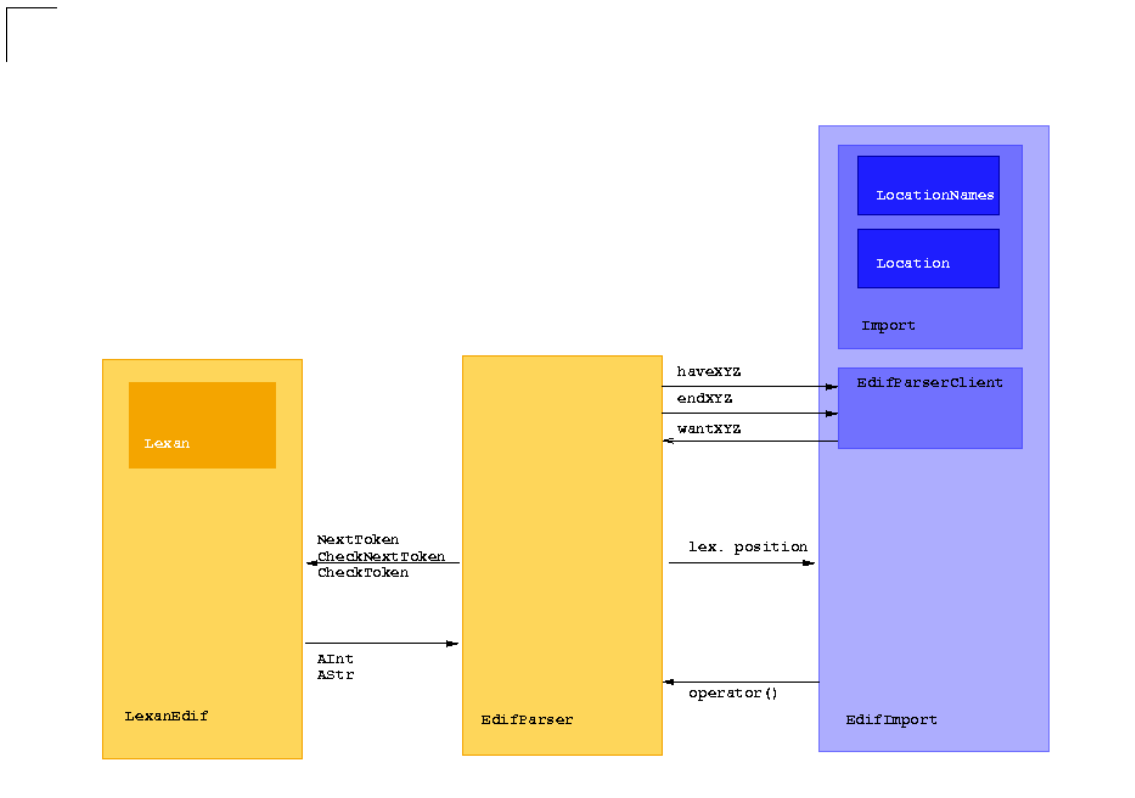 LocationNames
Location
Import
haveXYZ
EdifParserClient
endXYZ
wantXYZ
Lexan
NextToken
CheckNextToken
CheckToken
lex. position
AInt
AStr
operator()
LexanEdif
EdifParser
EdifImport